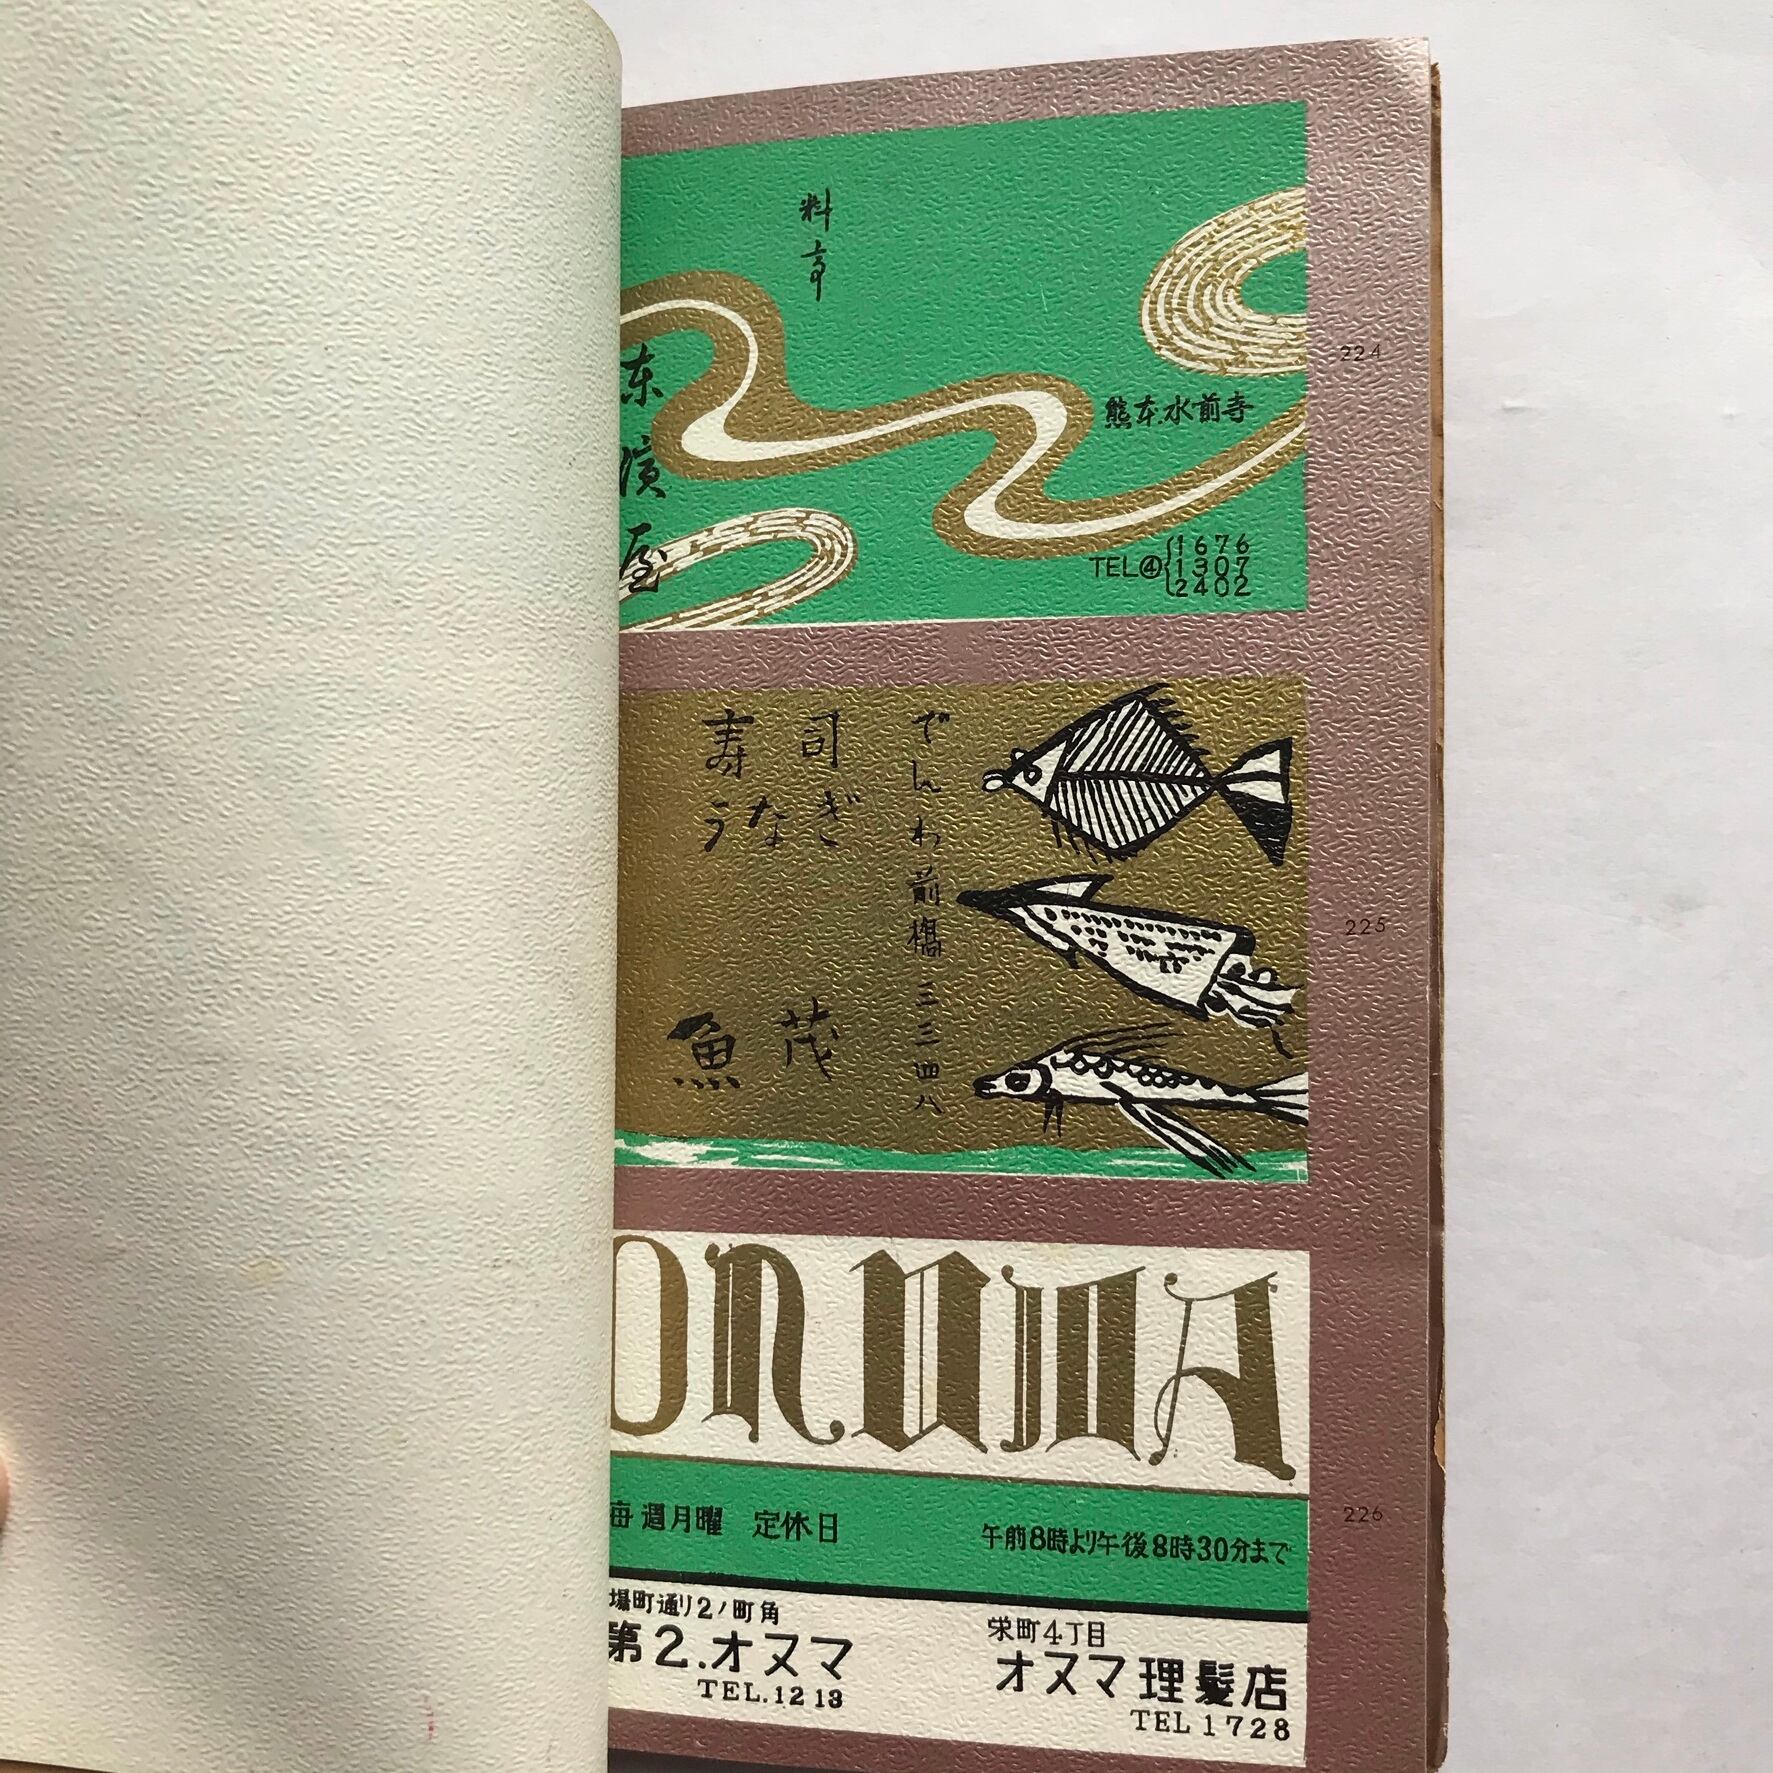 料亭
东濱屋
熊本.水前寺
TEL④
1676
1307
2402
224
寿司
うなぎ
でんわ前橋三三四八
魚茂
225
ONUMA
毎週月曜 定休日
午前8時より午後8時30分まで
場町通リ2ノ町角
第2.オヌマ
TEL.1213
栄町4丁目
オヌマ理髪店
TEL1728
226